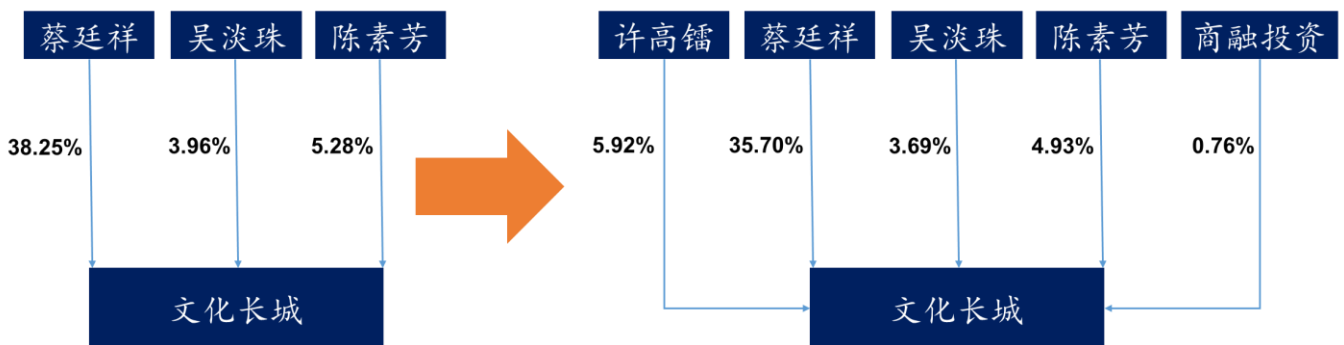 蔡廷祥 吴淡珠 陈素芳 许高镭 蔡廷祥 吴淡珠 陈素芳 商融投资
38.25% 3.96% 5.28% 5.92% 35.70% 3.69% 4.93% 0.76%
文化长城 文化长城